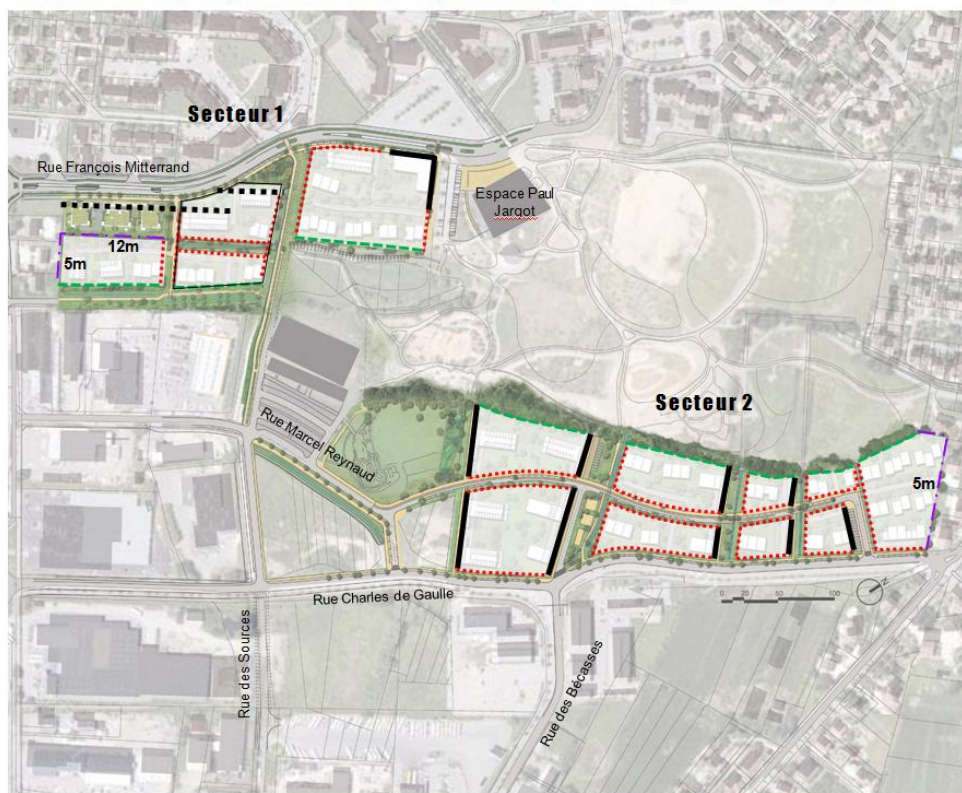 Secteur 1
Rue François Mitterrand
Espace Paul
Jargot
12m
5m
Secteur 2
Rue Marcel Reynaud
5m
N
0 20 50 100
Rue Charles de Gaulle
Rue des Sources
Rue des Bécasses